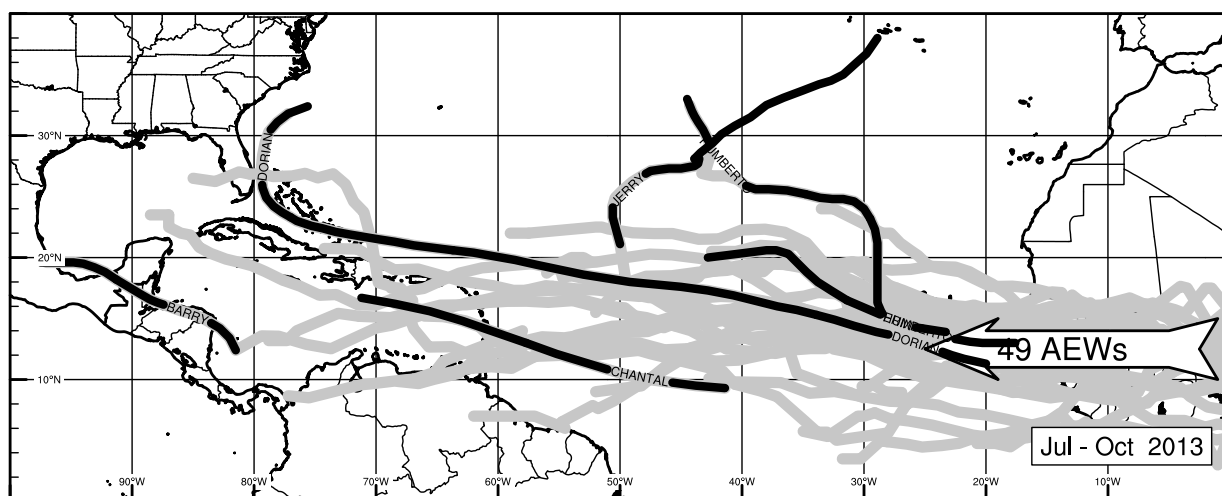 30°N
20°N
10°N
DORIAN
BARRY
CHANTAL
JERRY
HUMBERTO
DORIAN
49 AEWs
Jul - Oct 2013
90°W
80°W
70°W
60°W
50°W
40°W
30°W
20°W
10°W